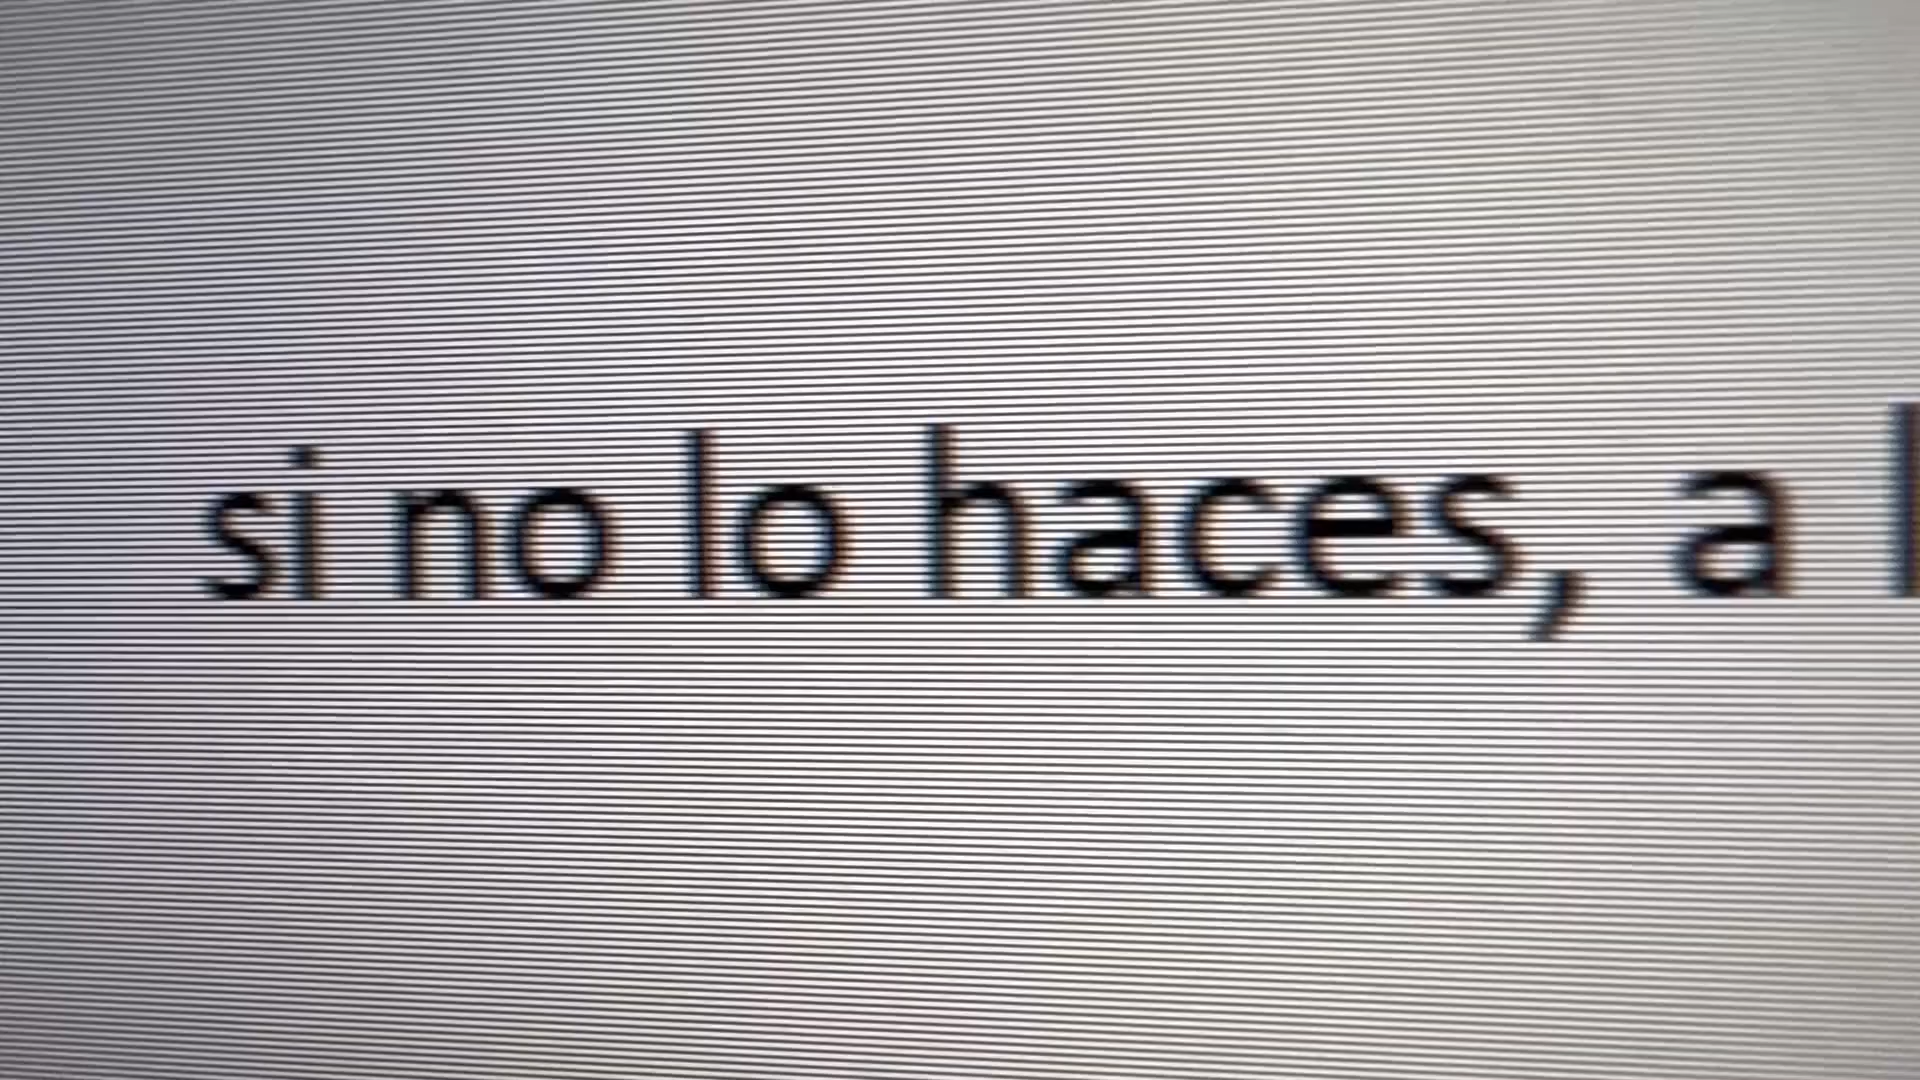 si no lo haces, a